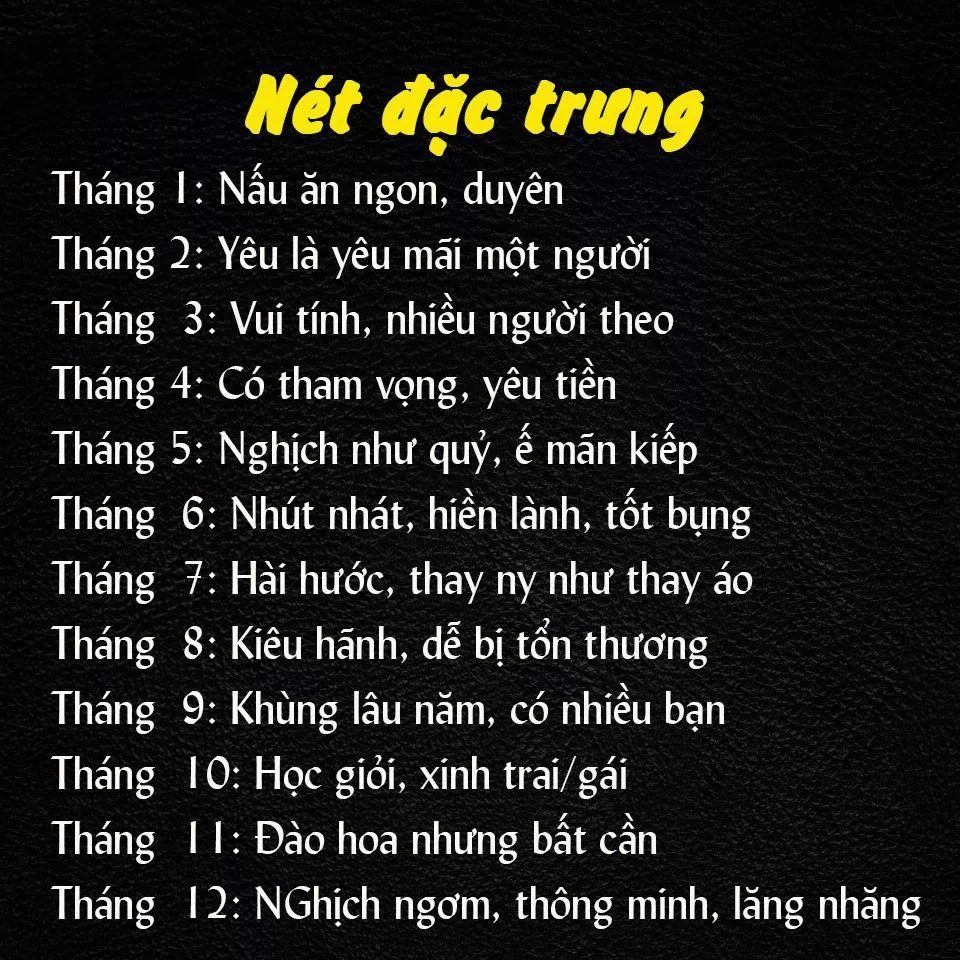 Nét đặc trưng
Tháng 1: Nấu ăn ngon, duyên
Tháng 2: Yêu là yêu mãi một người
Tháng 3: Vui tính, nhiều người theo
Tháng 4: Có tham vọng, yêu tiền
Tháng 5: Nghịch như quỷ, ế mãn kiếp
Tháng 6: Nhút nhát, hiền lành, tốt bụng
Tháng 7: Hài hước, thay ny như thay áo
Tháng 8: Kiêu hãnh, dễ bị tổn thương
Tháng 9: Khùng lâu năm, có nhiều bạn
Tháng 10: Học giỏi, xinh trai/gái
Tháng 11: Đào hoa nhưng bất cần
Tháng 12: NGhịch ngơm, thông minh, lăng nhăng